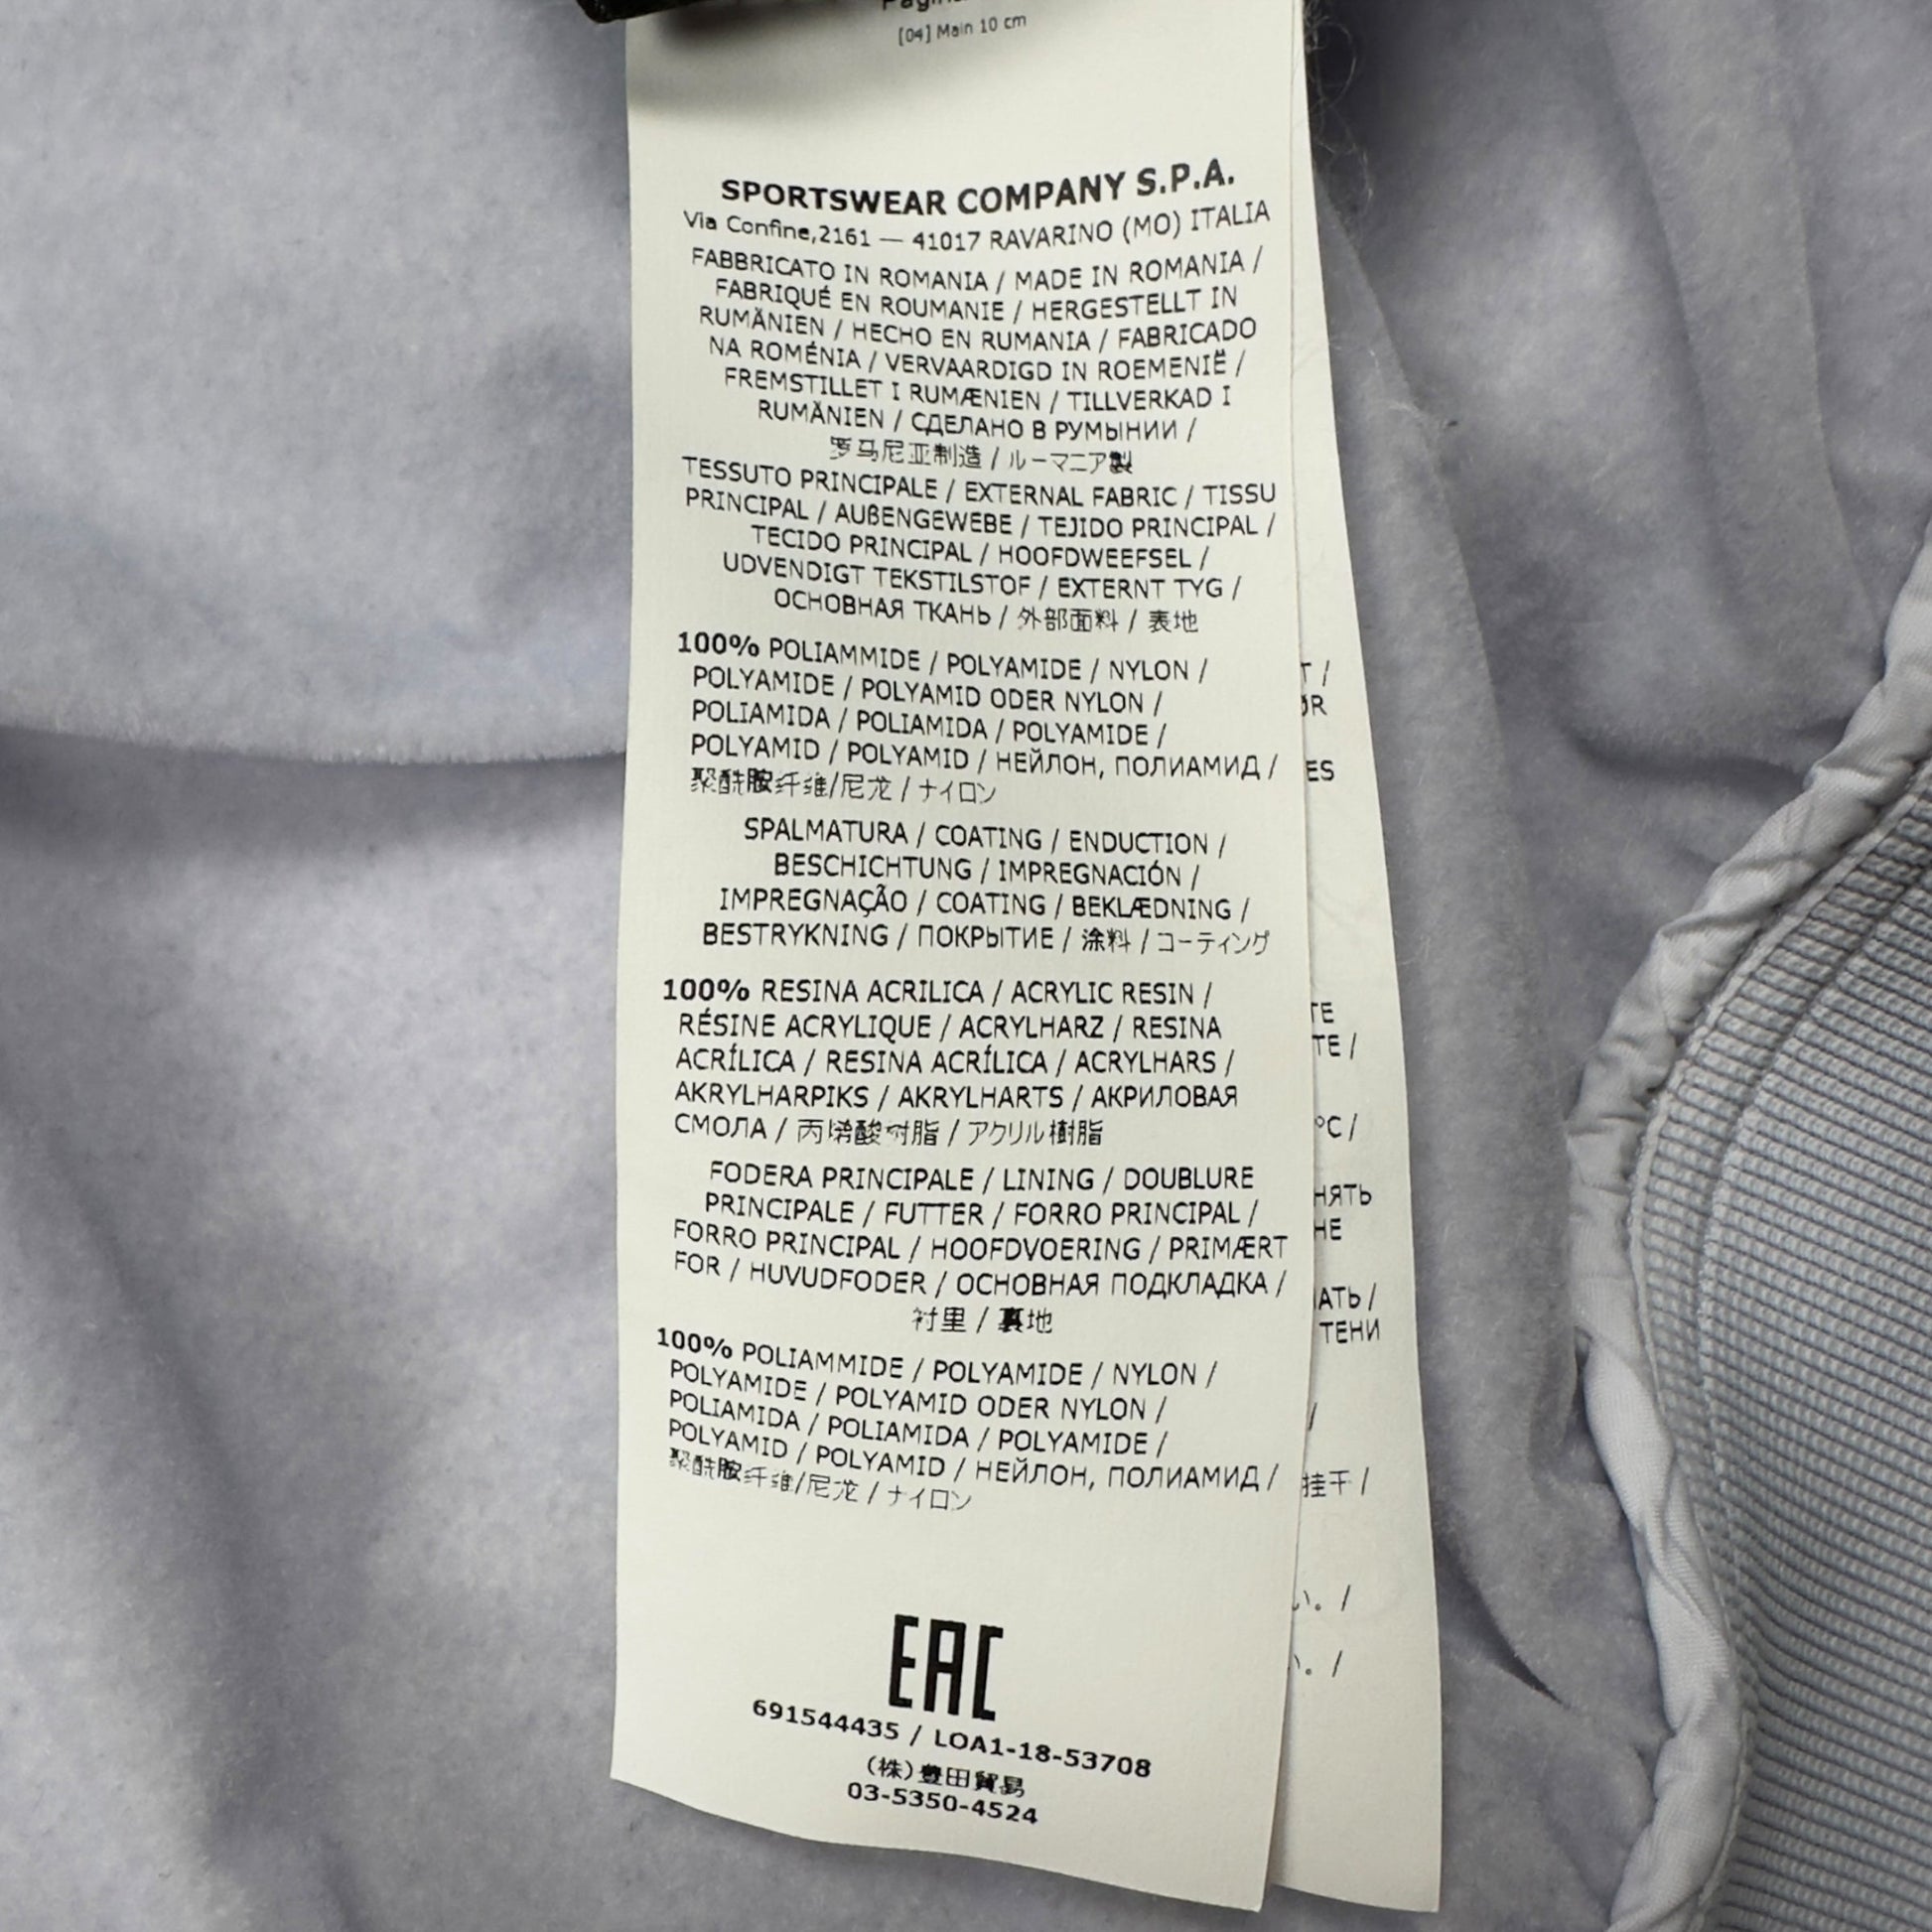 [04] Main 10 cm
SPORTSWEAR COMPANY S.P.A.
Via Confine,2161 — 41017 RAVARINO (MO) ITALIA
FABBRICATO IN ROMANIA / MADE IN ROMANIA /
FABRIQUÉ EN ROUMANIE / HERGESTELLT IN
RUMÄNIEN / HECHO EN RUMANIA / FABRICADO
NA ROMÉNIA / VERVAARDIGD IN ROEMENIË /
FREMSTILLET I RUMÆNIEN / TILLVERKAD I
RUMÄNIEN / СДЕЛАНО В РУМЫНИИ /
罗马尼亚制造 / ルーマニア製
TESSUTO PRINCIPALE / EXTERNAL FABRIC / TISSU
PRINCIPAL / AUßENGEWEBE / TEJIDO PRINCIPAL /
TECIDO PRINCIPAL / HOOFDWEEFSEL /
UDVENDIGT TEKSTILSTOF / EXTERNT TYG /
ОСНОВНАЯ ТКАНЬ / 外部面料 / 表地
100% POLIAMMIDE / POLYAMIDE / NYLON /
POLYAMIDE / POLYAMID ODER NYLON /
POLIAMIDA / POLIAMIDA / POLYAMIDE /
POLYAMID / POLYAMID / НЕЙЛОН, ПОЛИАМИД /
聚酰胺纤维/尼龙 / ナイロン
SPALMATURA / COATING / ENDUCTION /
BESCHICHTUNG / IMPREGNACIÓN /
IMPREGNAÇÃO / COATING / BEKLÆDNING /
BESTRYKNING / ПОКРЫТИЕ / 涂料 / コーティング
100% RESINA ACRILICA / ACRYLIC RESIN /
RÉSINE ACRYLIQUE / ACRYLHARZ / RESINA
ACRÍLICA / RESINA ACRÍLICA / ACRYLHARS /
AKRYLHARPIKS / AKRYLHARTS / АКРИЛОВАЯ
СМОЛА / 丙烯酸树脂 / アクリル樹脂
FODERA PRINCIPALE / LINING / DOUBLURE
PRINCIPALE / FUTTER / FORRO PRINCIPAL /
FORRO PRINCIPAL / HOOFDVOERING / PRIMÆRT
FOR / HUVUDFODER / ОСНОВНАЯ ПОДКЛАДКА /
衬里 / 裏地
100% POLIAMMIDE / POLYAMIDE / NYLON /
POLYAMIDE / POLYAMID ODER NYLON /
POLIAMIDA / POLIAMIDA / POLYAMIDE /
POLYAMID / POLYAMID / НЕЙЛОН, ПОЛИАМИД /
聚酰胺纤维/尼龙 / ナイロン
EAC
691544435 / LOA1-18-53708
(株)豊田貿易
03-5350-4524